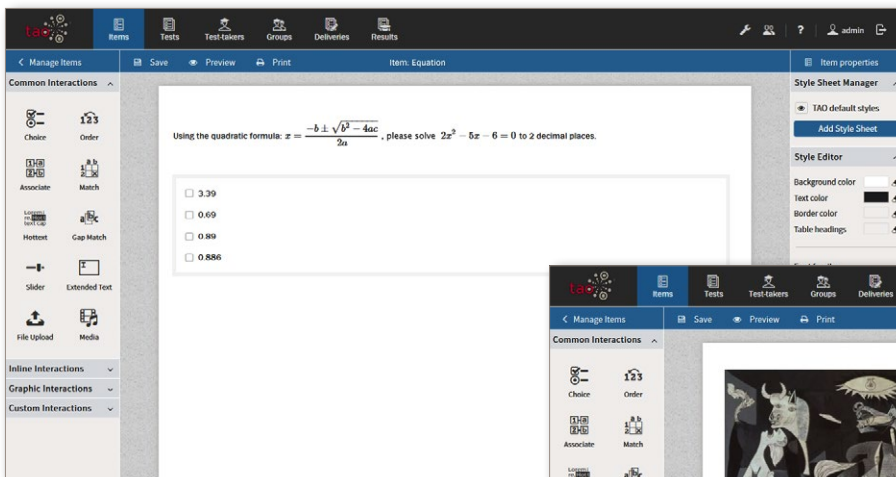 tao
Items Tests Test-takers Groups Deliveries Results
? admin
Manage Items Save Preview Print Item: Equation Item properties
Common Interactions
Choice Order
Associate Match
Hottext Gap Match
Slider Extended Text
File Upload Media
Inline Interactions
Graphic Interactions
Custom Interactions
Using the quadratic formula: x = −b ± √b² − 4ac / 2a , please solve 2x² − 5x − 6 = 0 to 2 decimal places.
3.39
0.69
0.89
0.886
Style Sheet Manager
TAO default styles
Add Style Sheet
Style Editor
Background color
Text color
Border color
Table headings
tao
Items Tests Test-takers Groups Deliveries
Manage Items Save Preview Print
Common Interactions
Choice Order
Associate Match